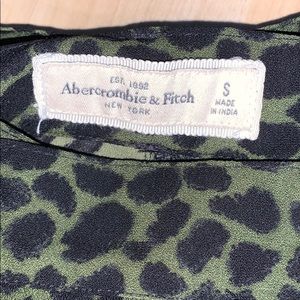 EST. 1892
Abercrombie & Fitch
NEW YORK
S
MADE
IN INDIA